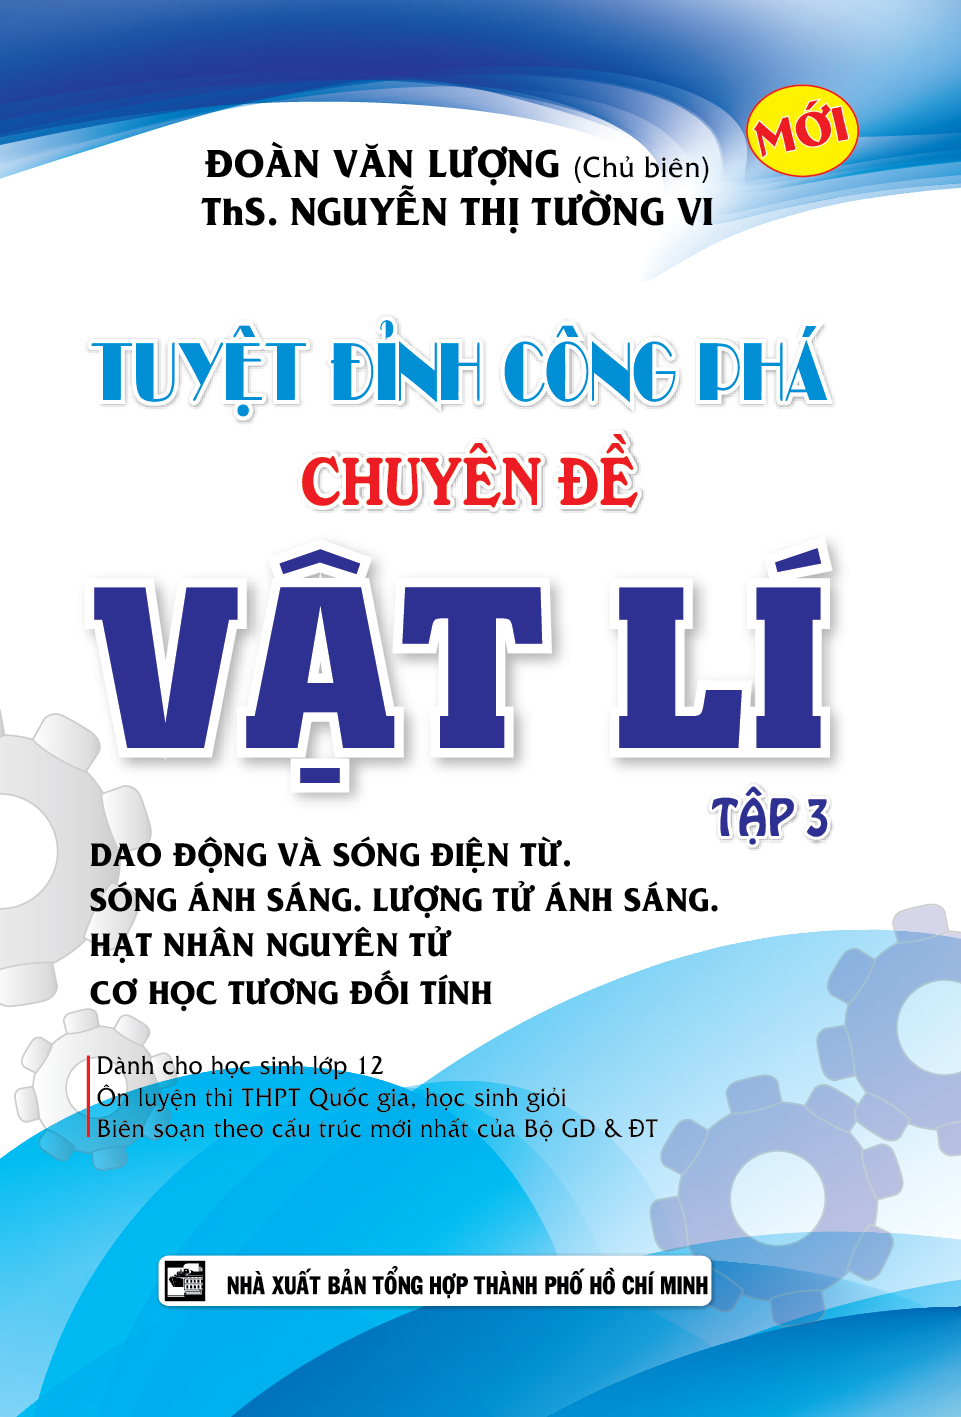 MỚI
ĐOÀN VĂN LƯỢNG (Chủ biên)
ThS. NGUYỄN THỊ TƯỜNG VI
TUYỆT ĐỈNH CÔNG PHÁ
CHUYÊN ĐỀ
VẬT LÍ
TẬP 3
DAO ĐỘNG VÀ SÓNG ĐIỆN TỪ.
SÓNG ÁNH SÁNG. LƯỢNG TỬ ÁNH SÁNG.
HẠT NHÂN NGUYÊN TỬ
CƠ HỌC TƯƠNG ĐỐI TÍNH
Dành cho học sinh lớp 12
Ôn luyện thi THPT Quốc gia, học sinh giỏi
Biên soạn theo cấu trúc mới nhất của Bộ GD & ĐT
NHÀ XUẤT BẢN TỔNG HỢP THÀNH PHỐ HỒ CHÍ MINH